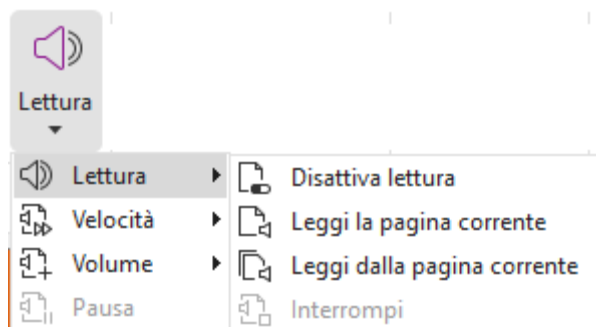 Lettura
Lettura
Disattiva lettura
Velocità
Leggi la pagina corrente
Volume
Leggi dalla pagina corrente
Pausa
Interrompi